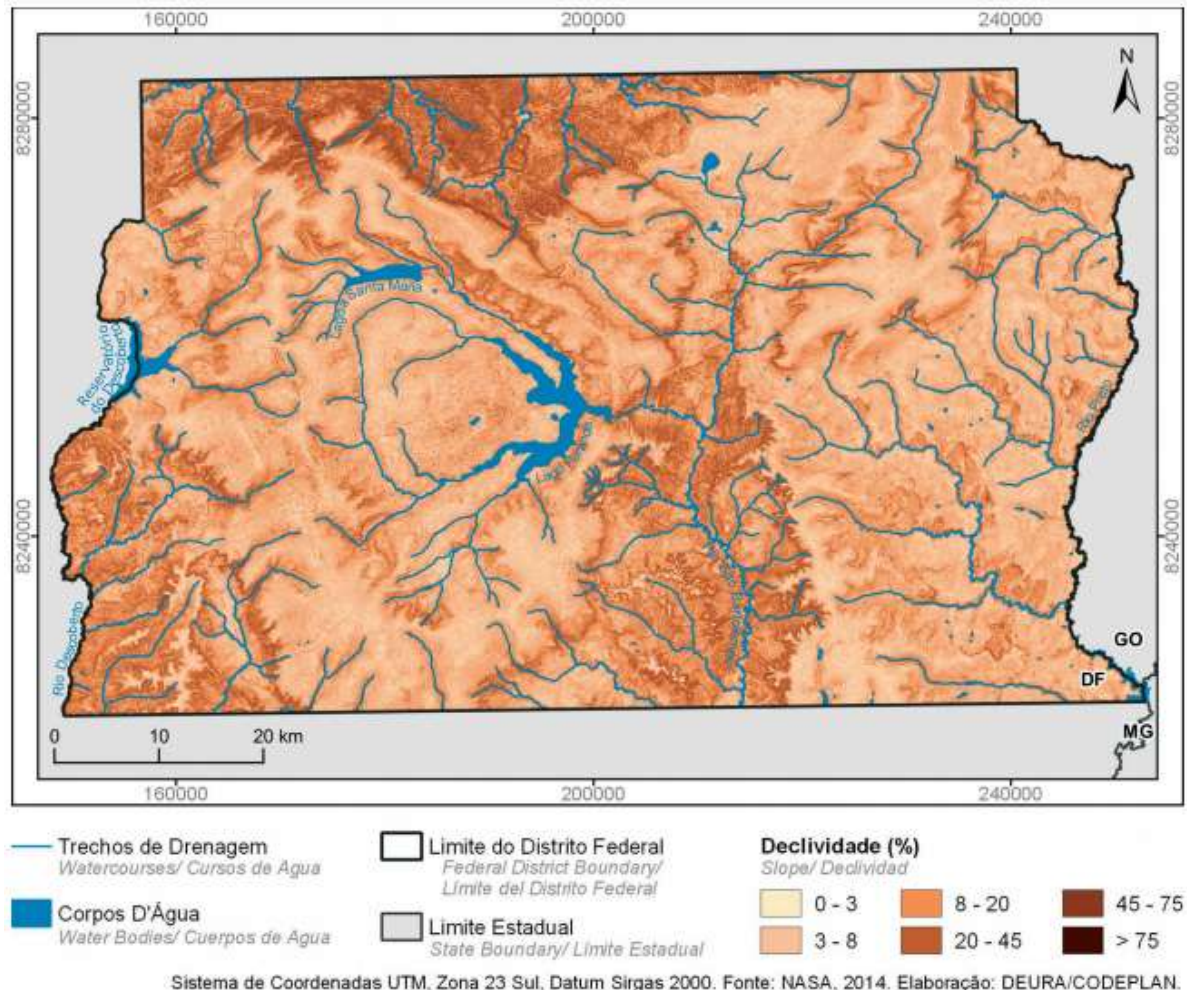 160000
200000
240000
N
8280000
8280000
Lagoa Santa Maria
Reservatório
do Descoberto
Rio Preto
Lago Paranoá
8240000
8240000
Rio Descoberto
GO
DF
MG
0 10 20 km
160000
200000
240000
Trechos de Drenagem
Watercourses/ Cursos de Agua
Corpos D'Água
Water Bodies/ Cuerpos de Agua
Limite do Distrito Federal
Federal District Boundary/
Límite del Distrito Federal
Limite Estadual
State Boundary/ Límite Estadual
Declividade (%)
Slope/ Declividad
0 - 3
3 - 8
8 - 20
20 - 45
45 - 75
> 75
Sistema de Coordenadas UTM, Zona 23 Sul, Datum Sirgas 2000. Fonte: NASA, 2014. Elaboração: DEURA/CODEPLAN.